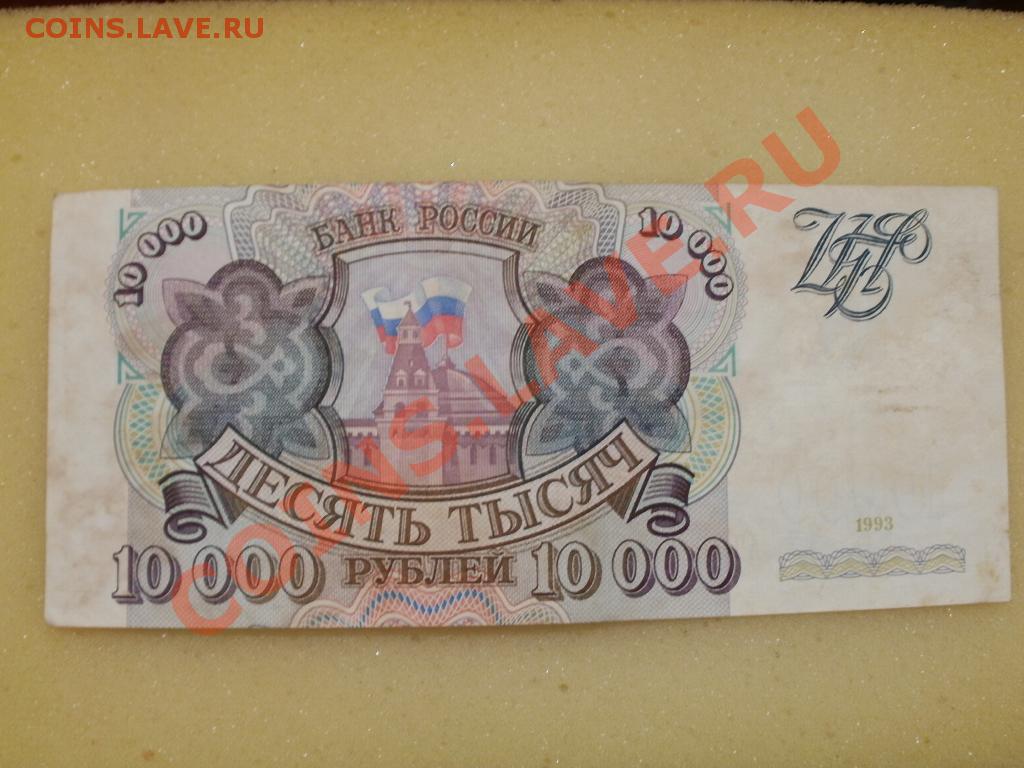 COINS.LAVE.RU
10 000
БАНК РОССИИ
10 000
ЦБР
ДЕСЯТЬ ТЫСЯЧ
1993
10 000 РУБЛЕЙ 10 000
COINS.LAVE.RU